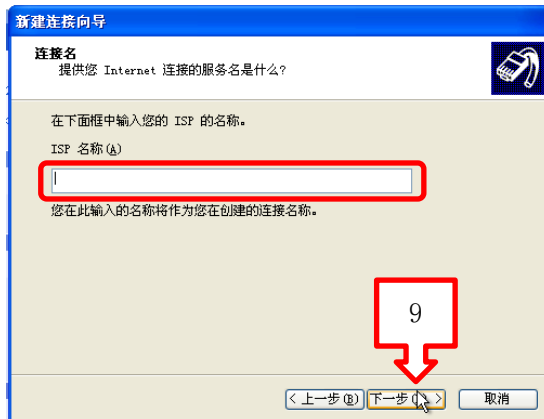 新建连接向导
连接名
提供您 Internet 连接的服务名是什么?
在下面框中输入您的 ISP 的名称。
ISP 名称(A)
您在此输入的名称将作为您在创建的连接名称。
9
< 上一步(B) 下一步( >  取消